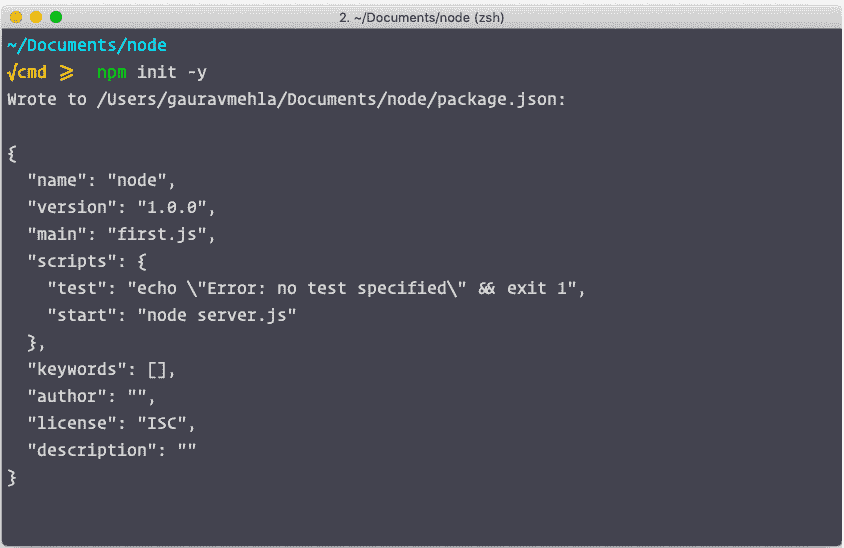 2. ~/Documents/node (zsh)
~/Documents/node
√cmd ⩾  npm init -y
Wrote to /Users/gauravmehla/Documents/node/package.json:

{
  "name": "node",
  "version": "1.0.0",
  "main": "first.js",
  "scripts": {
    "test": "echo \"Error: no test specified\" && exit 1",
    "start": "node server.js"
  },
  "keywords": [],
  "author": "",
  "license": "ISC",
  "description": ""
}